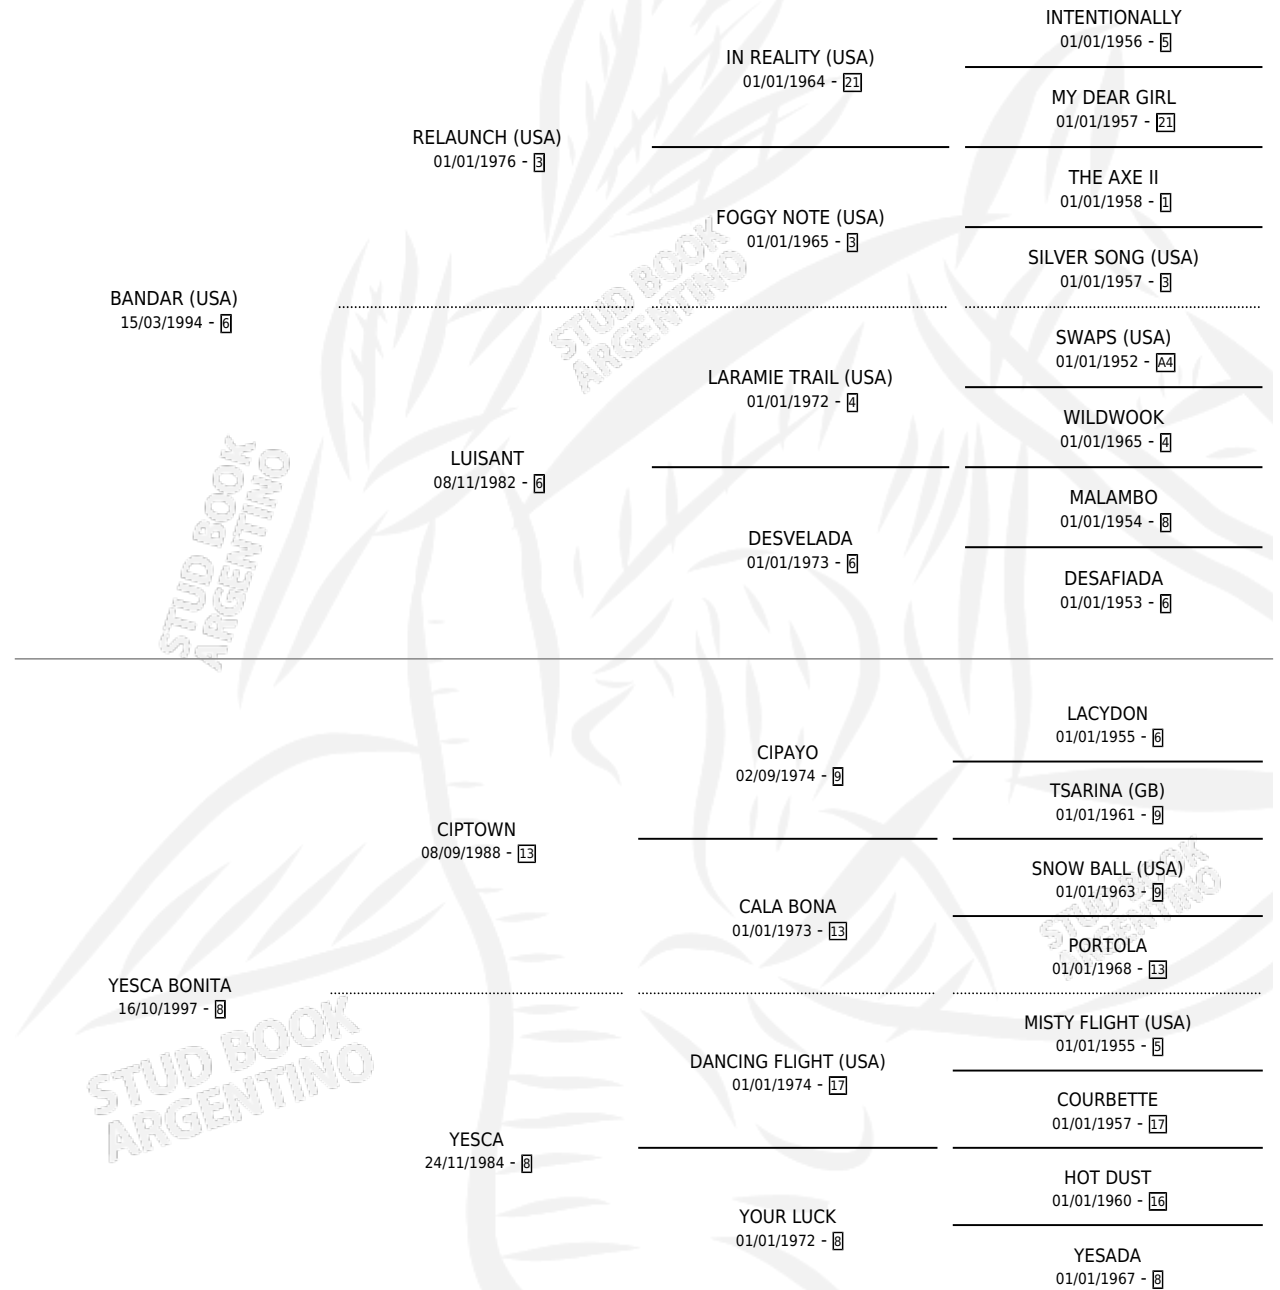 INTENTIONALLY
01/01/1956 - 5
IN REALITY (USA)
01/01/1964 - 21
MY DEAR GIRL
01/01/1957 - 21
RELAUNCH (USA)
01/01/1976 - 3
THE AXE II
01/01/1958 - 1
FOGGY NOTE (USA)
01/01/1965 - 3
SILVER SONG (USA)
01/01/1957 - 3
BANDAR (USA)
15/03/1994 - 6
SWAPS (USA)
01/01/1952 - A4
LARAMIE TRAIL (USA)
01/01/1972 - 4
WILDWOOK
01/01/1965 - 4
LUISANT
08/11/1982 - 6
MALAMBO
01/01/1954 - 8
DESVELADA
01/01/1973 - 6
DESAFIADA
01/01/1953 - 6
LACYDON
01/01/1955 - 6
CIPAYO
02/09/1974 - 9
TSARINA (GB)
01/01/1961 - 9
CIPTOWN
08/09/1988 - 13
SNOW BALL (USA)
01/01/1963 - 9
CALA BONA
01/01/1973 - 13
PORTOLA
01/01/1968 - 13
YESCA BONITA
16/10/1997 - 8
MISTY FLIGHT (USA)
01/01/1955 - 5
DANCING FLIGHT (USA)
01/01/1974 - 17
COURBETTE
01/01/1957 - 17
YESCA
24/11/1984 - 8
HOT DUST
01/01/1960 - 16
YOUR LUCK
01/01/1972 - 8
YESADA
01/01/1967 - 8
STUD BOOK
ARGENTINO
STUD BOOK
ARGENTINO
STUD BOOK
ARGENTINO
STUD BOOK
ARGENTINO